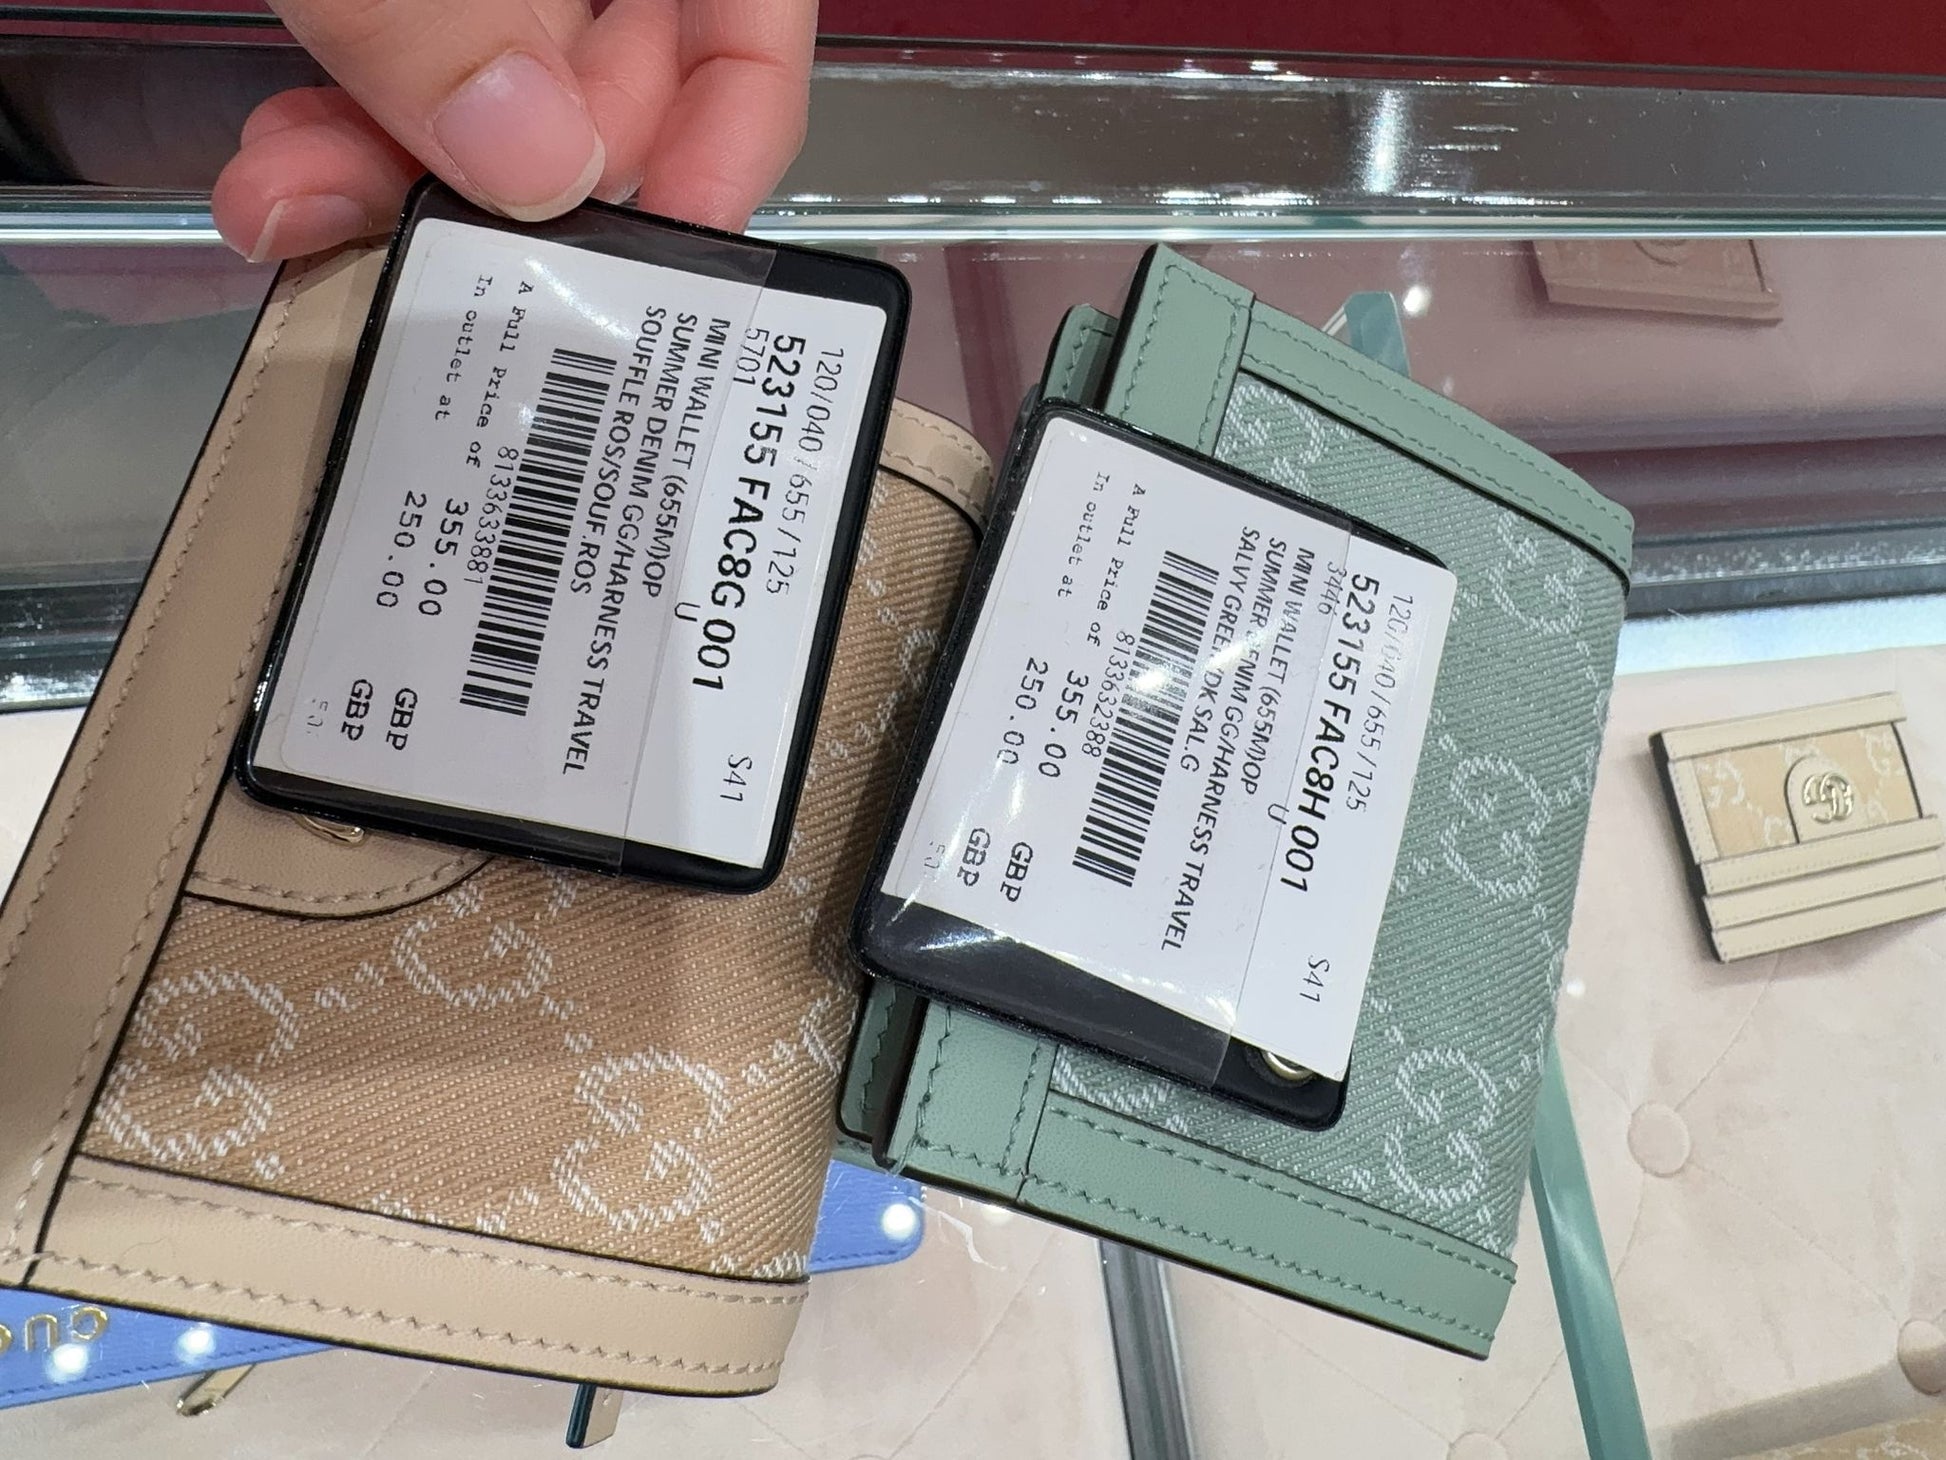 120/040/655/125
523155 FAC8G 001
5701
MINI WALLET (655M)OP
U
SUMMER DENIM GG/HARNESS TRAVEL
SOUFFLE ROS/SOUF.ROS
S41
8133633881
A Full Price of 355.00 GBP
In outlet at 250.00 GBP
120/040/655/125
523155 FAC8H 001
3446
MINI WALLET (655M)OP
U
SUMMER DENIM GG/HARNESS TRAVEL
SALVY GREE/DK SAL.G
S41
8133632388
A Full Price of 355.00 GBP
In outlet at 250.00 GBP